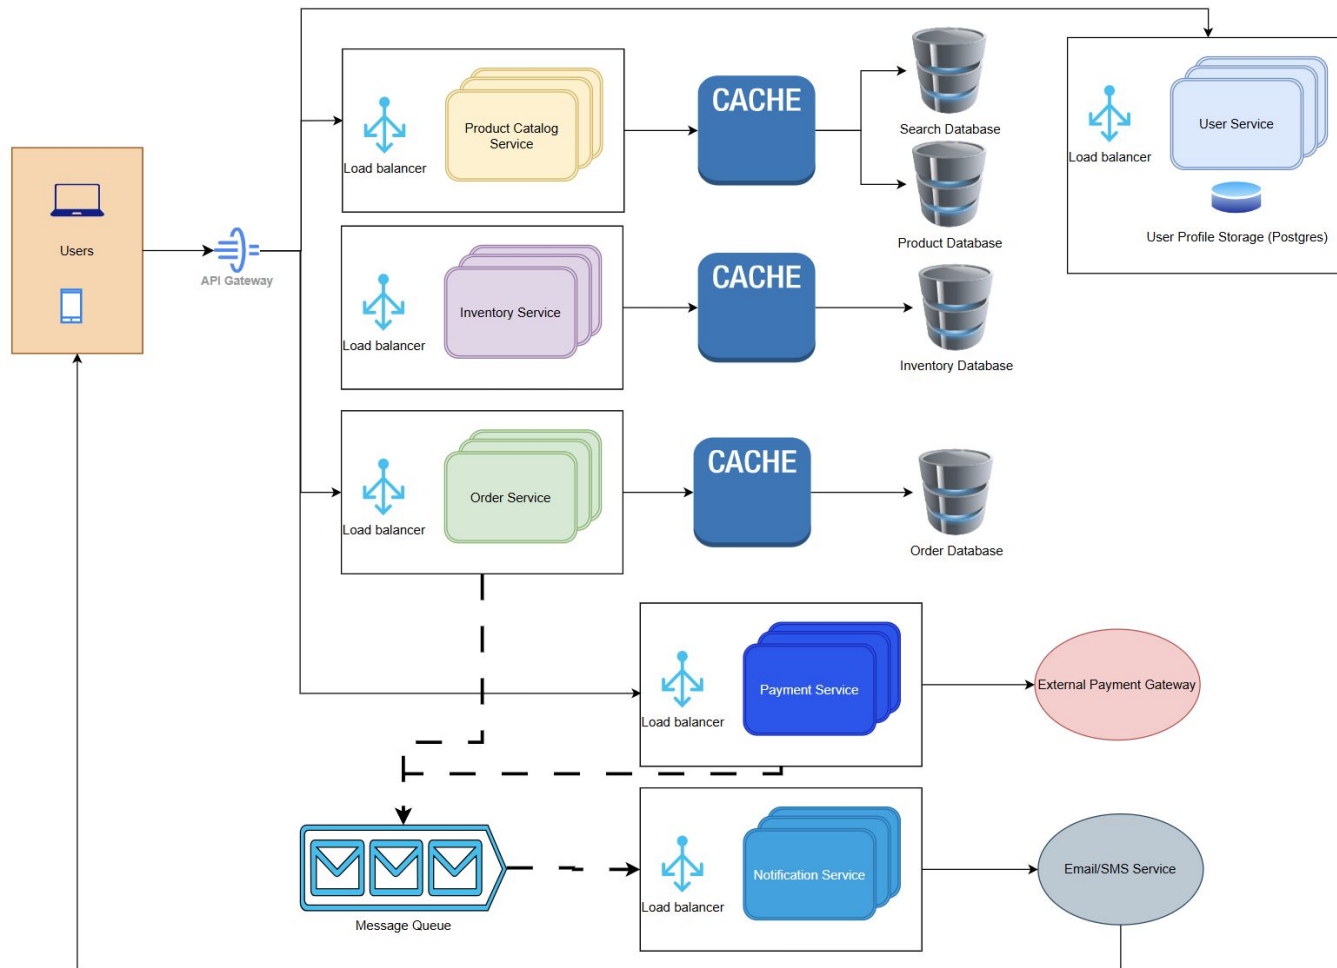 CACHE
Search Database
Product Catalog
Service
Load balancer
User Service
Load balancer
Users
Product Database
User Profile Storage (Postgres)
API Gateway
CACHE
Inventory Service
Load balancer
Inventory Database
CACHE
Order Service
Load balancer
Order Database
Payment Service
External Payment Gateway
Load balancer
Notification Service
Email/SMS Service
Load balancer
Message Queue